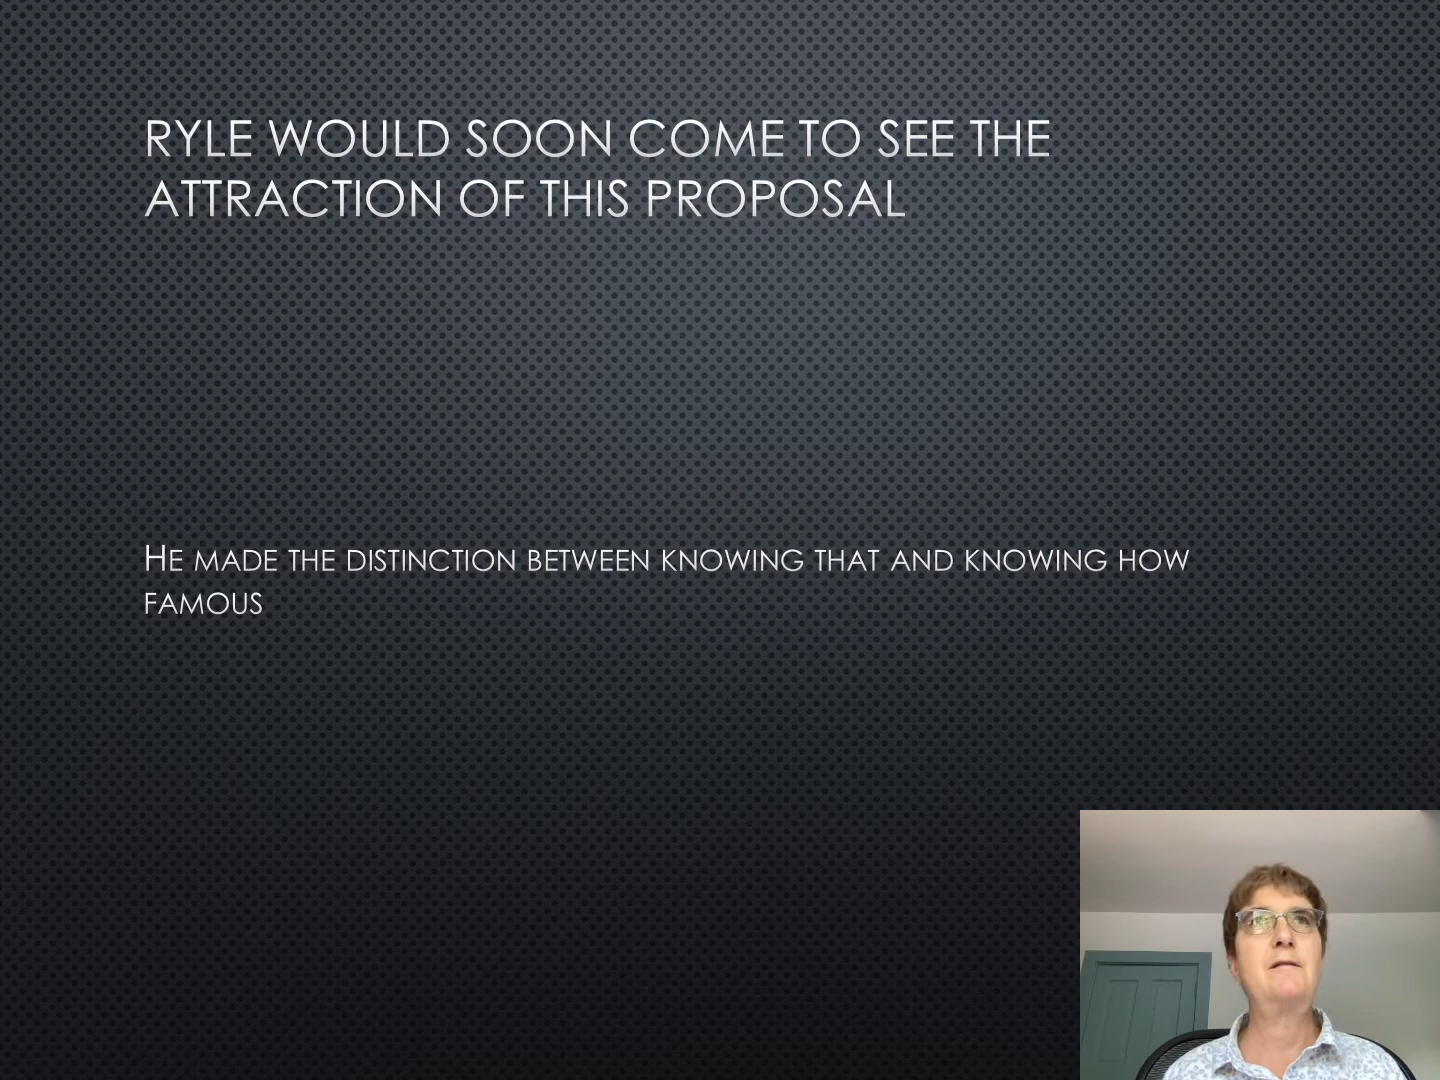 RYLE WOULD SOON COME TO SEE THE
ATTRACTION OF THIS PROPOSAL
HE MADE THE DISTINCTION BETWEEN KNOWING THAT AND KNOWING HOW
FAMOUS